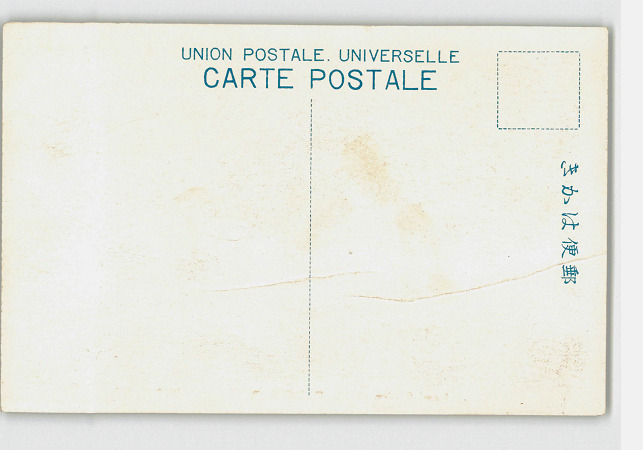 UNION POSTALE. UNIVERSELLE
CARTE POSTALE
きかは便郵